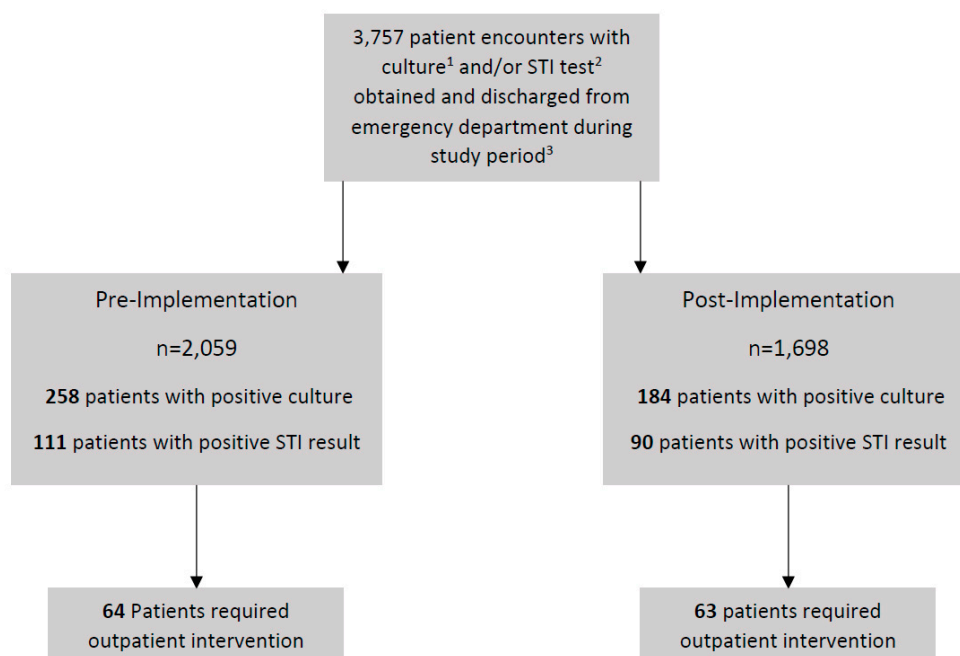 3,757 patient encounters with
culture¹ and/or STI test²
obtained and discharged from
emergency department during
study period³
Pre-Implementation
n=2,059
258 patients with positive culture
111 patients with positive STI result
Post-Implementation
n=1,698
184 patients with positive culture
90 patients with positive STI result
64 Patients required
outpatient intervention
63 patients required
outpatient intervention